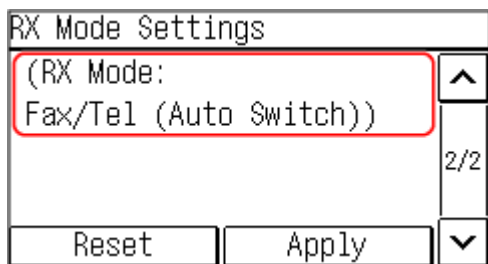 RX Mode Settings
(RX Mode:
Fax/Tel (Auto Switch))
2/2
Reset
Apply